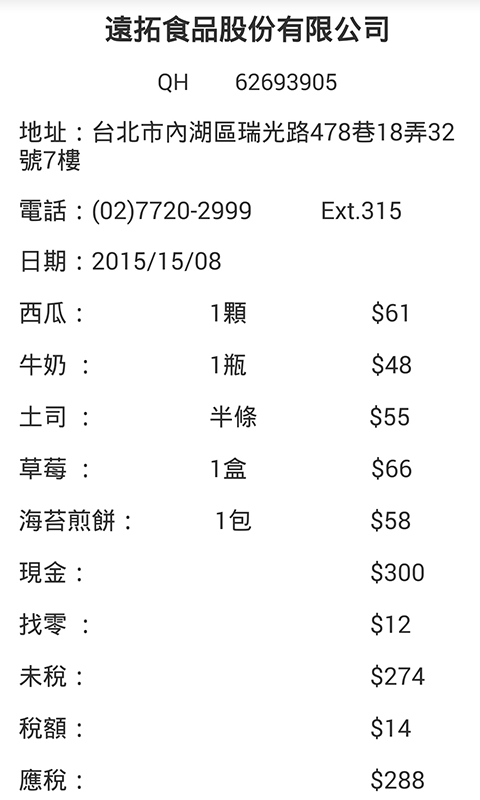 遠拓食品股份有限公司
QH 62693905
地址：台北市內湖區瑞光路478巷18弄32
號7樓
電話：(02)7720-2999 Ext.315
日期：2015/15/08
西瓜： 1顆 $61
牛奶 ： 1瓶 $48
土司 ： 半條 $55
草莓 ： 1盒 $66
海苔煎餅： 1包 $58
現金： $300
找零 ： $12
未稅： $274
稅額： $14
應稅： $288